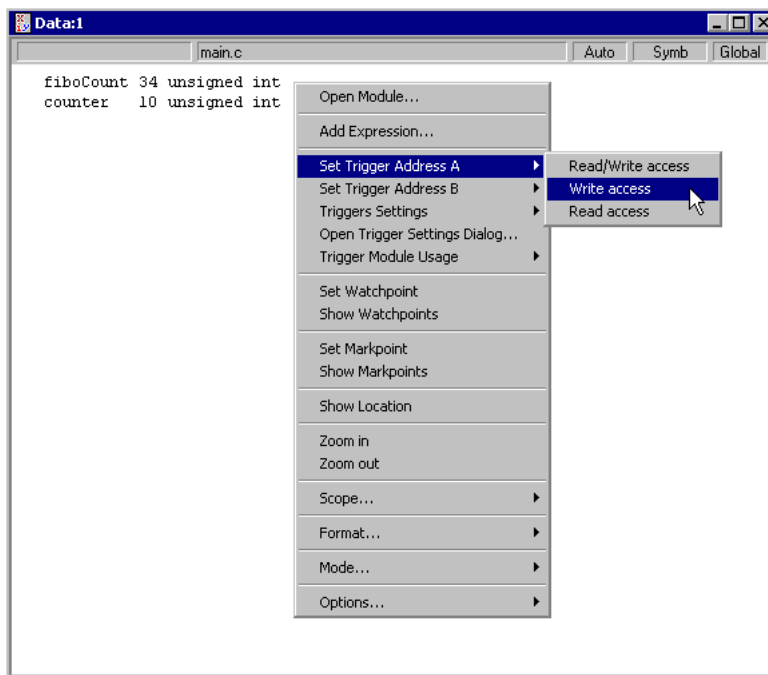 Data:1
main.c Auto Symb Global
fiboCount 34 unsigned int
counter 10 unsigned int
Open Module...
Add Expression...
Set Trigger Address A
Set Trigger Address B
Triggers Settings
Open Trigger Settings Dialog...
Trigger Module Usage
Set Watchpoint
Show Watchpoints
Set Markpoint
Show Markpoints
Show Location
Zoom in
Zoom out
Scope...
Format...
Mode...
Options...
Read/Write access
Write access
Read access